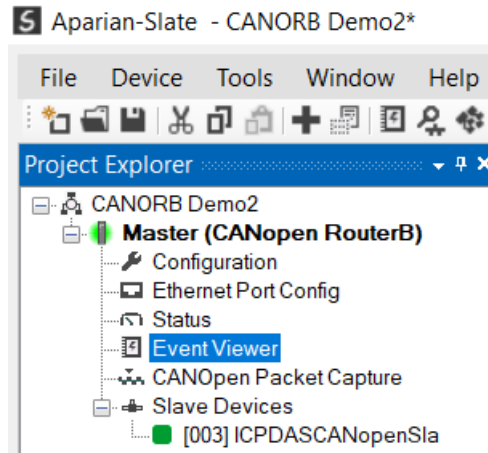 S Aparian-Slate - CANORB Demo2*
File Device Tools Window Help
Project Explorer
CANORB Demo2
Master (CANopen RouterB)
Configuration
Ethernet Port Config
Status
Event Viewer
CANOpen Packet Capture
Slave Devices
[003] ICPDASCANopenSla